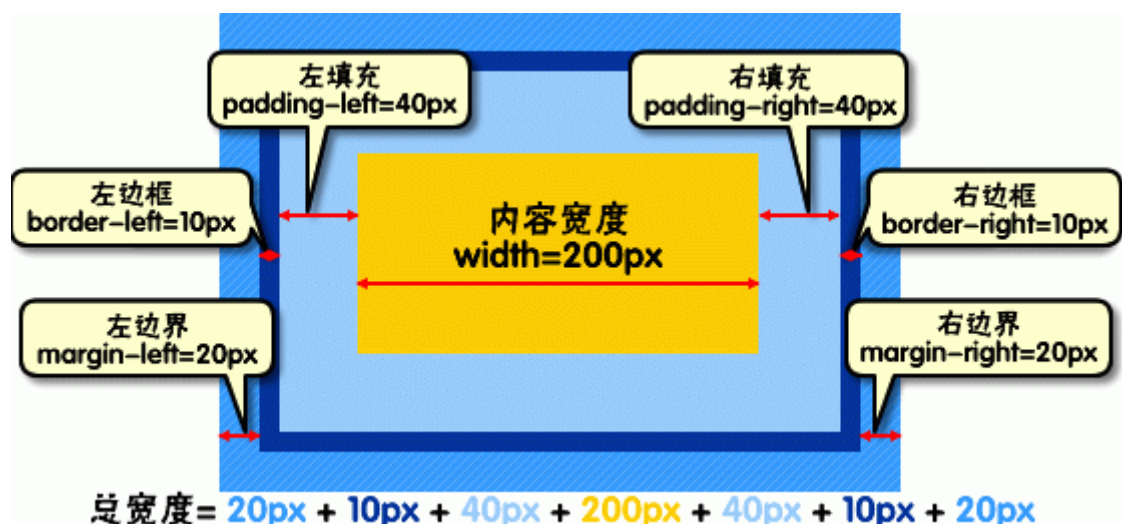 左填充
padding-left=40px
右填充
padding-right=40px
左边框
border-left=10px
内容宽度
width=200px
右边框
border-right=10px
左边界
margin-left=20px
右边界
margin-right=20px
总宽度= 20px + 10px + 40px + 200px + 40px + 10px + 20px